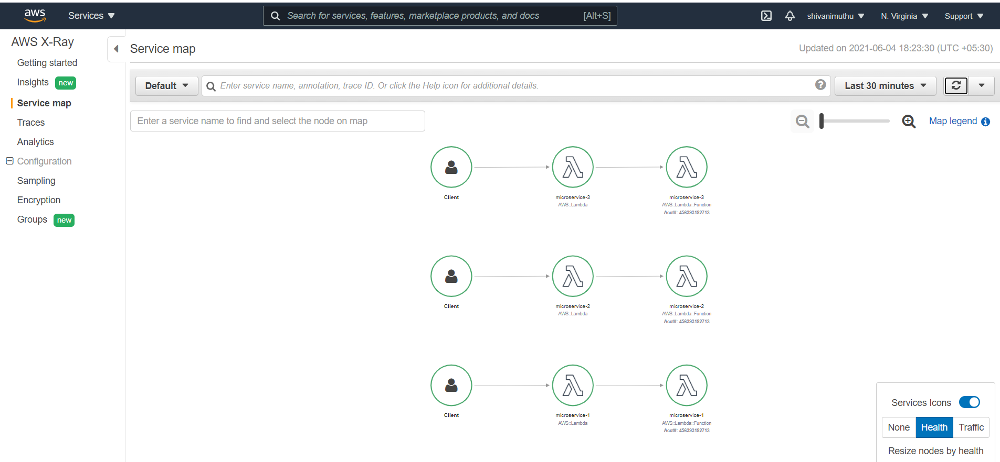 aws Services Search for services, features, marketplace products, and docs [Alt+S] shivanimuthu N. Virginia Support
AWS X-Ray
Getting started
Insights new
Service map
Traces
Analytics
Configuration
Sampling
Encryption
Groups new
Service map Updated on 2021-06-04 18:23:30 (UTC +05:30)
Default Enter service name, annotation, trace ID. Or click the Help icon for additional details. Last 30 minutes
Enter a service name to find and select the node on map Map legend
Client microservice-3 microservice-3
AWS::Lambda AWS::Lambda::Function
Acct#: 456393182713
Client microservice-2 microservice-2
AWS::Lambda AWS::Lambda::Function
Acct#: 456393182713
Client microservice-1 microservice-1
AWS::Lambda AWS::Lambda::Function
Acct#: 456393182713
Services Icons
None Health Traffic
Resize nodes by health